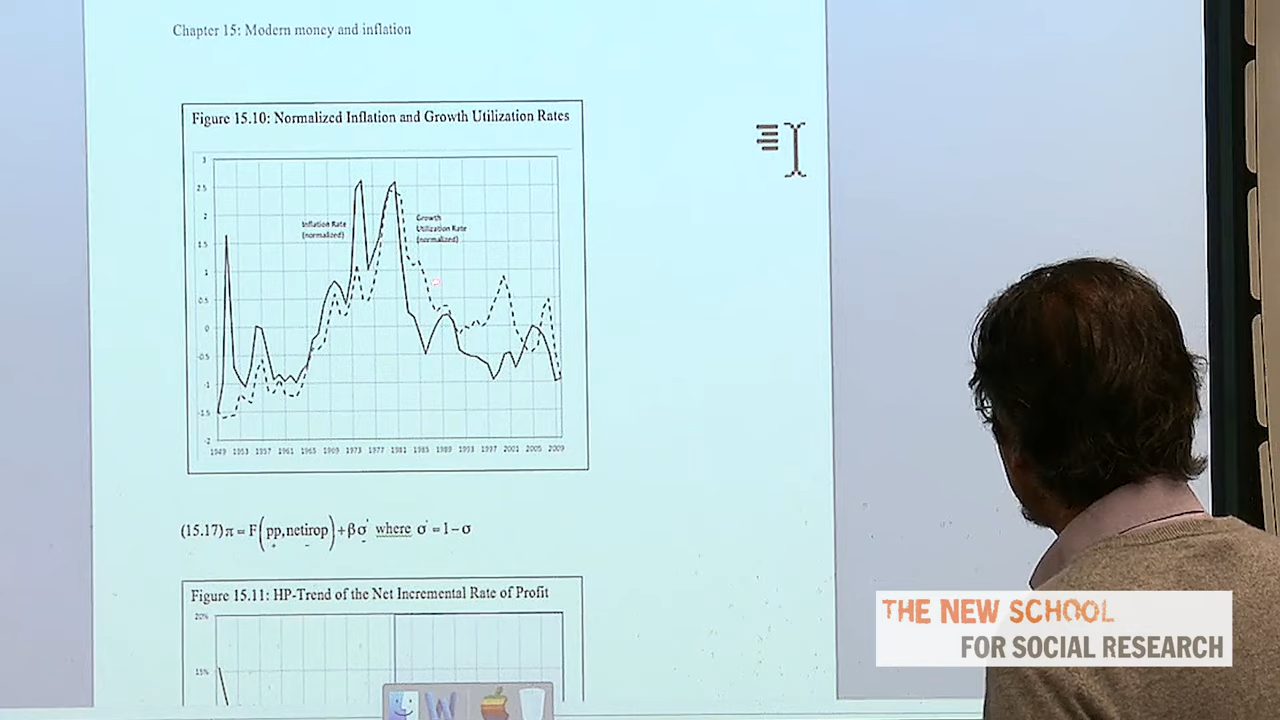 Chapter 15: Modern money and inflation
Figure 15.10: Normalized Inflation and Growth Utilization Rates
3
2.5
2
1.5
1
0.5
0
-0.5
-1
-1.5
-2
Inflation Rate
(normalized)
Growth
Utilization Rate
(normalized)
1949 1953 1957 1961 1965 1969 1973 1977 1981 1985 1989 1993 1997 2001 2005 2009
(15.17) π = F(pp, netirop) + βσ' where σ' = 1 − σ
+ - -
Figure 15.11: HP-Trend of the Net Incremental Rate of Profit
20%
15%
THE NEW SCHOOL
FOR SOCIAL RESEARCH